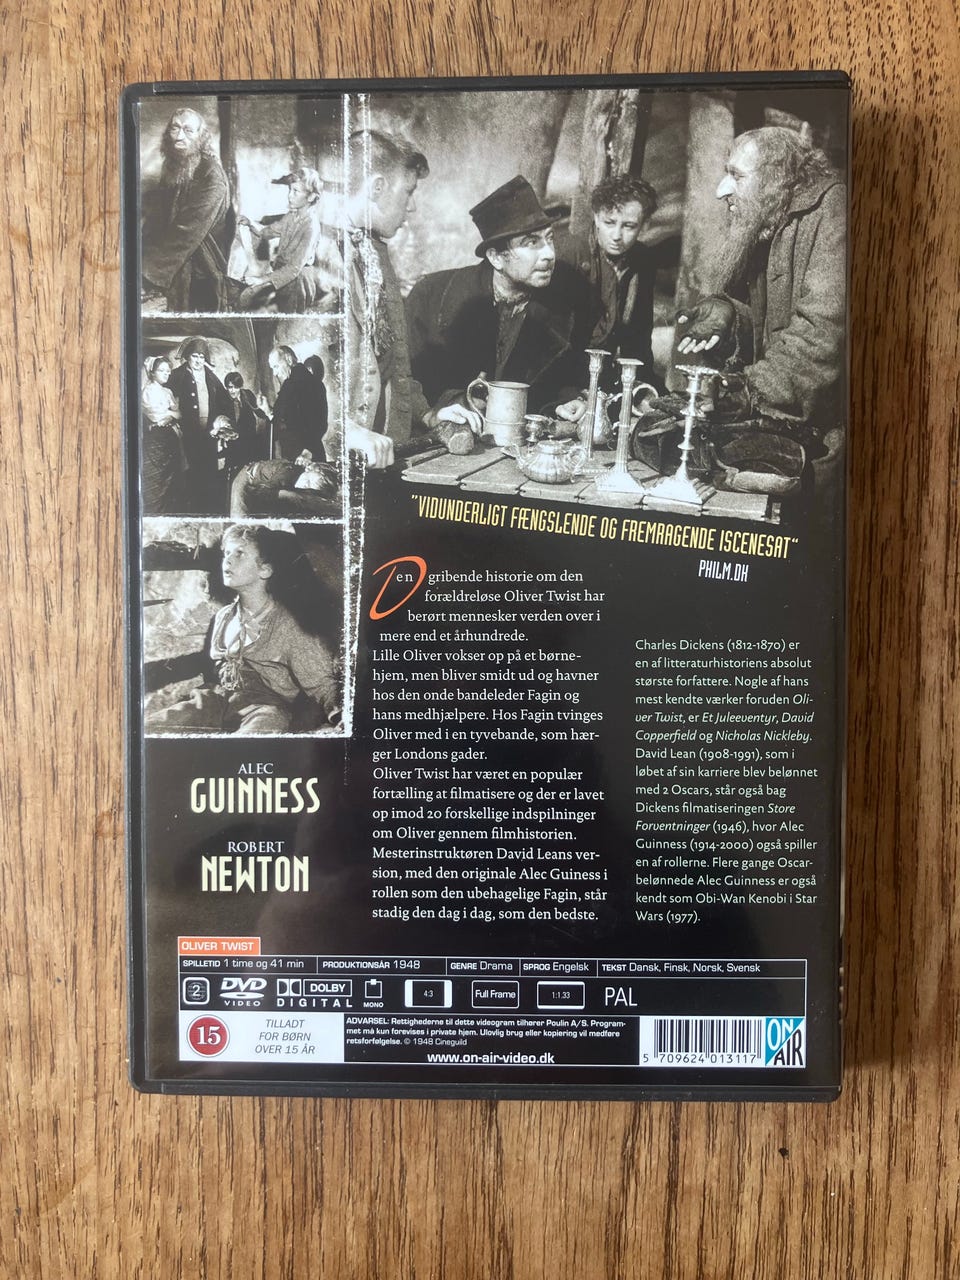 "VIDUNDERLIGT FÆNGSLENDE OG FREMRAGENDE ISCENESAT"
PHILM.DK
Den gribende historie om den
forældreløse Oliver Twist har
berørt mennesker verden over i
mere end et århundrede.
Lille Oliver vokser op på et børne-
hjem, men bliver smidt ud og havner
hos den onde bandeleder Fagin og
hans medhjælpere. Hos Fagin tvinges
Oliver med i en tyvebande, som hær-
ger Londons gader.
Oliver Twist har været en populær
fortælling at filmatisere og der er lavet
op imod 20 forskellige indspilninger
om Oliver gennem filmhistorien.
Mesterinstruktøren David Leans ver-
sion, med den originale Alec Guiness i
rollen som den ubehagelige Fagin, står
stadig den dag i dag, som den bedste.
Charles Dickens (1812-1870) er
en af litteraturhistoriens absolut
største forfattere. Nogle af hans
mest kendte værker foruden Oli-
ver Twist, er Et Juleeventyr, David
Copperfield og Nicholas Nickleby.
David Lean (1908-1991), som i
løbet af sin karriere blev belønnet
med 2 Oscars, står også bag
Dickens filmatiseringen Store
Forventninger (1946), hvor Alec
Guinness (1914-2000) også spiller
en af rollerne. Flere gange Oscar-
belønnede Alec Guinness er også
kendt som Obi-Wan Kenobi i Star
Wars (1977).
ALEC
GUINNESS
ROBERT
NEWTON
OLIVER TWIST
SPILLETID 1 time og 41 min PRODUKTIONSÅR 1948 GENRE Drama SPROG Engelsk TEKST Dansk, Finsk, Norsk, Svensk
2 DVD VIDEO DOLBY DIGITAL MONO 4:3 Full Frame 1:1.33 PAL
15
TILLADT
FOR BØRN
OVER 15 ÅR
ADVARSEL: Rettighederne til dette videogram tilhører Poulin A/S. Program-
met må kun forevises i private hjem. Ulovlig brug eller kopiering vil medføre
retsforfølgelse. © 1948 Cineguild
www.on-air-video.dk
5 709624 013117
ON
AIR